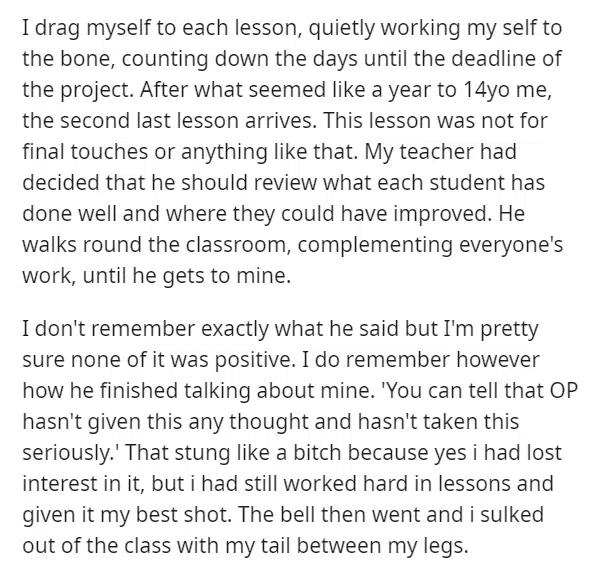 I drag myself to each lesson, quietly working my self to
the bone, counting down the days until the deadline of
the project. After what seemed like a year to 14yo me,
the second last lesson arrives. This lesson was not for
final touches or anything like that. My teacher had
decided that he should review what each student has
done well and where they could have improved. He
walks round the classroom, complementing everyone's
work, until he gets to mine.
I don't remember exactly what he said but I'm pretty
sure none of it was positive. I do remember however
how he finished talking about mine. 'You can tell that OP
hasn't given this any thought and hasn't taken this
seriously.' That stung like a bitch because yes i had lost
interest in it, but i had still worked hard in lessons and
given it my best shot. The bell then went and i sulked
out of the class with my tail between my legs.